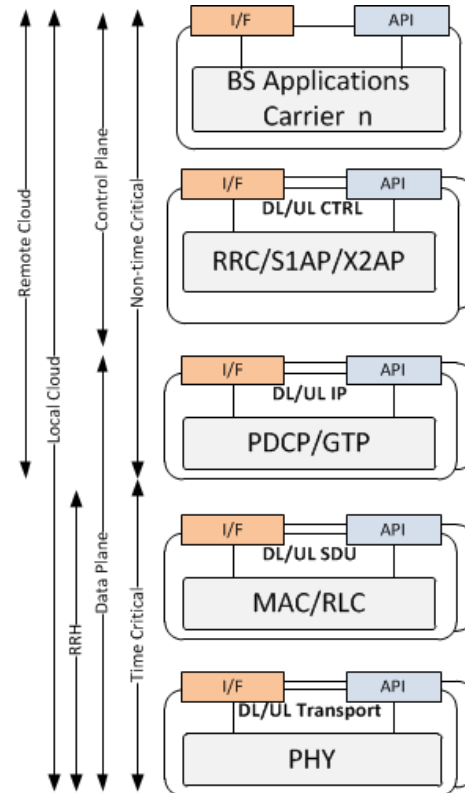 I/F
API
BS Applications
Carrier n
I/F
API
DL/UL CTRL
RRC/S1AP/X2AP
I/F
API
DL/UL IP
PDCP/GTP
I/F
API
DL/UL SDU
MAC/RLC
I/F
API
DL/UL Transport
PHY
Remote Cloud
Local Cloud
RRH
Control Plane
Data Plane
Non-time Critical
Time Critical